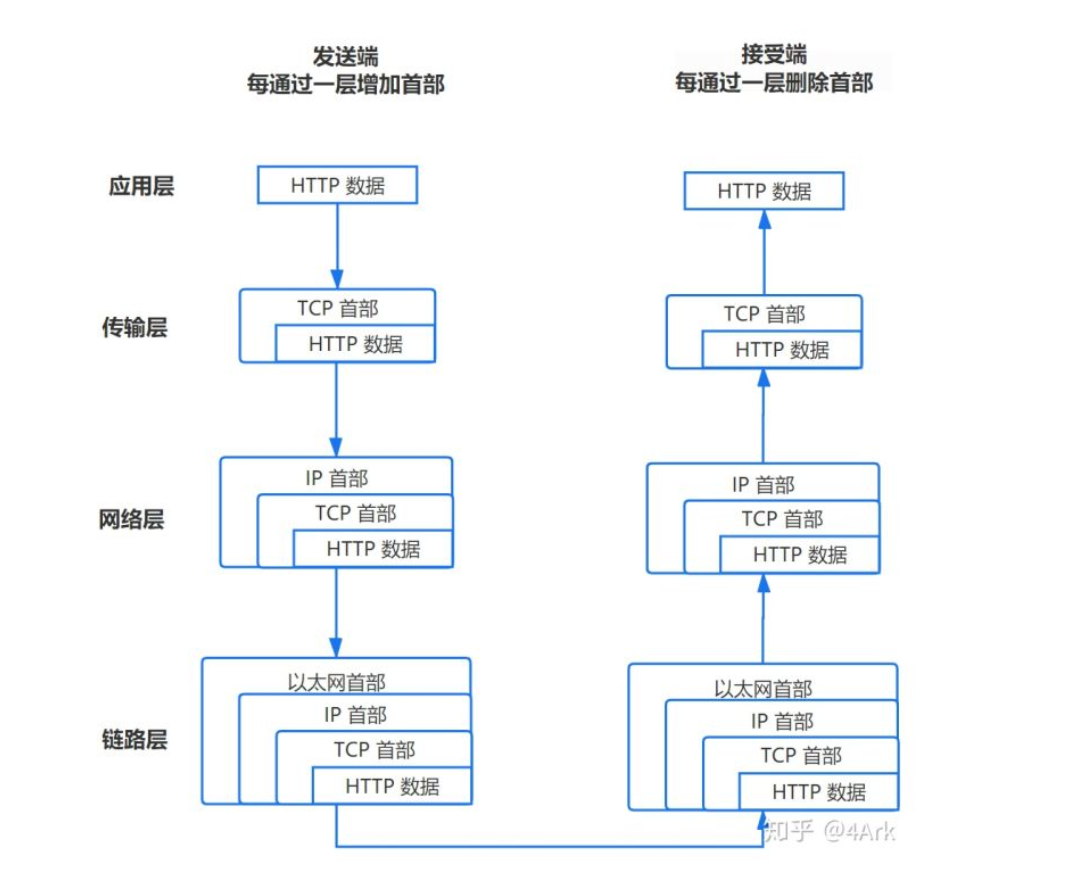 发送端
每通过一层增加首部
接受端
每通过一层删除首部
应用层
HTTP 数据
HTTP 数据
传输层
TCP 首部
HTTP 数据
TCP 首部
HTTP 数据
网络层
IP 首部
TCP 首部
HTTP 数据
IP 首部
TCP 首部
HTTP 数据
链路层
以太网首部
IP 首部
TCP 首部
HTTP 数据
以太网首部
IP 首部
TCP 首部
HTTP 数据
知乎 @4Ark